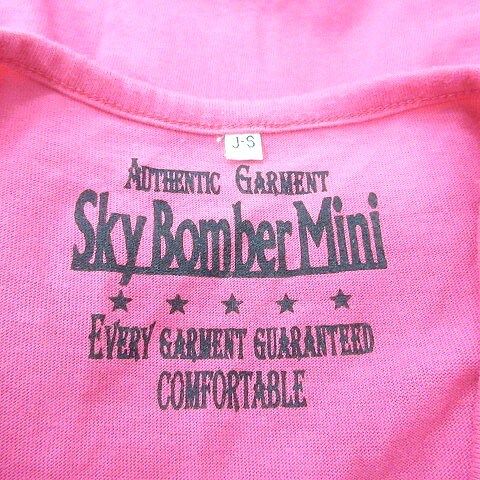 J-S
AUTHENTIC GARMENT
Sky Bomber Mini
EVERY GARMENT GUARANTEED
COMFORTABLE